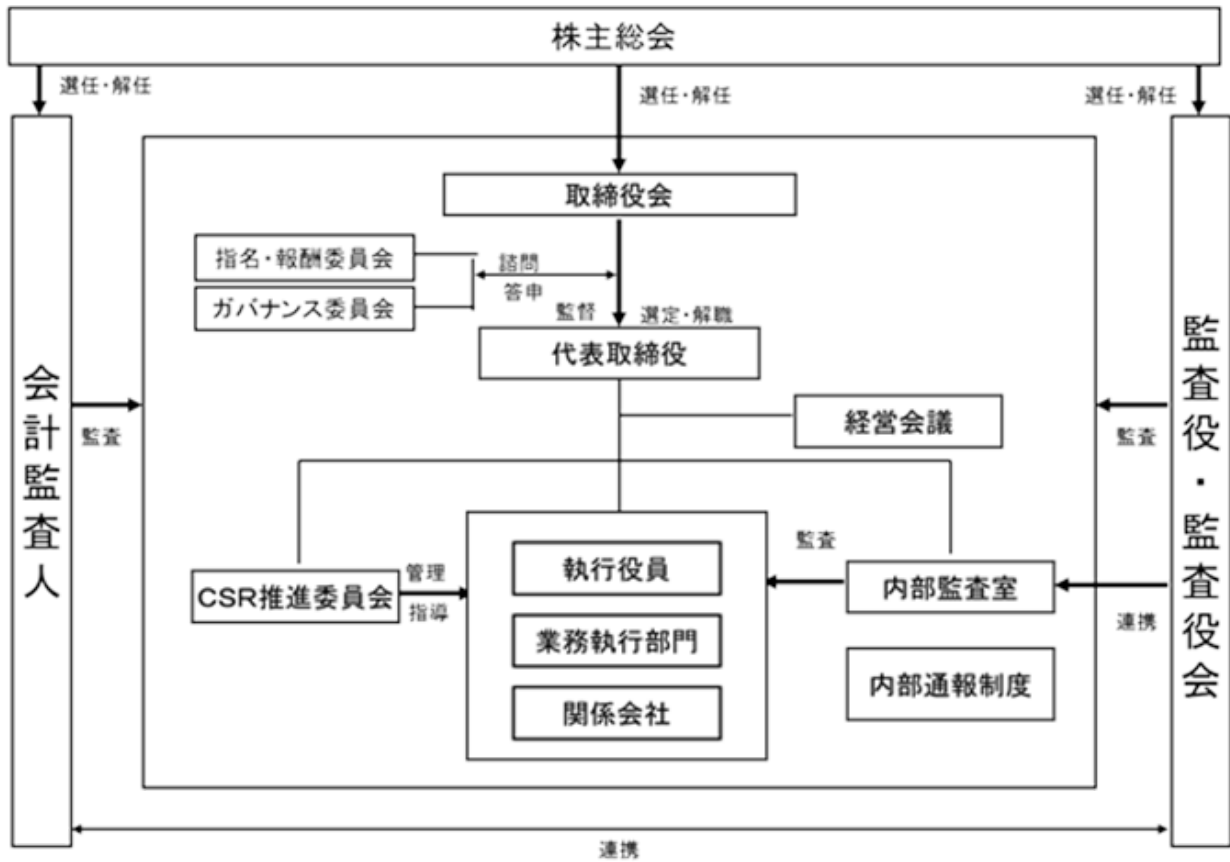 株主総会
選任・解任
選任・解任
選任・解任
取締役会
指名・報酬委員会
諮問
ガバナンス委員会
答申
監督
選定・解職
代表取締役
会計監査人
監査役・監査役会
経営会議
監査
監査
監査
執行役員
管理
CSR推進委員会
指導
内部監査室
連携
業務執行部門
内部通報制度
関係会社
連携